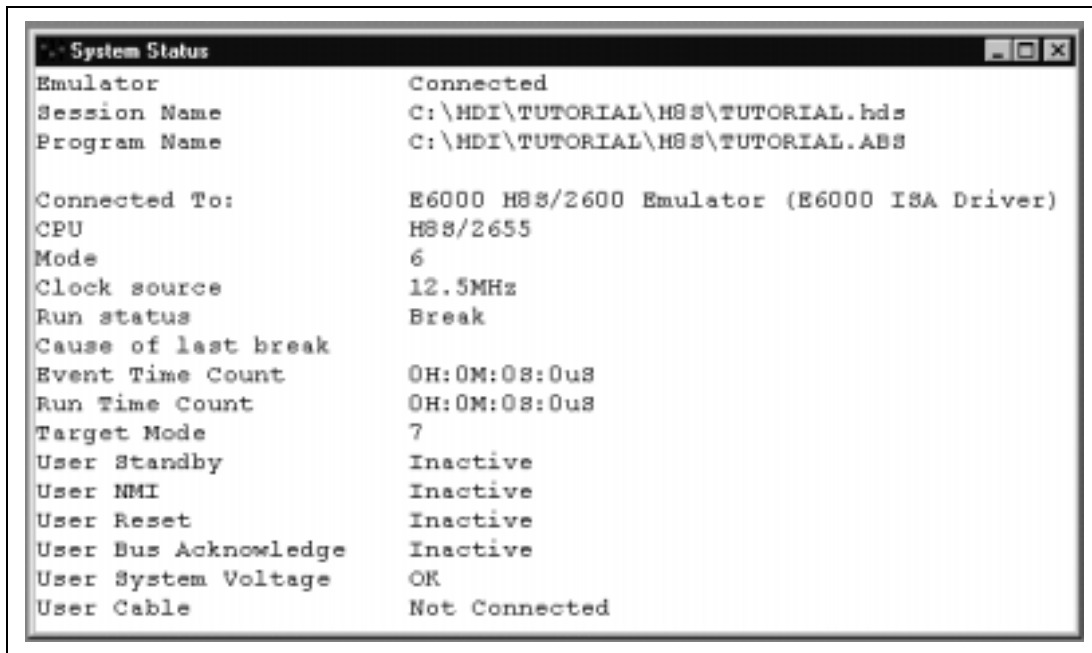 System Status
Emulator Connected
Session Name C:\HDI\TUTORIAL\H8S\TUTORIAL.hds
Program Name C:\HDI\TUTORIAL\H8S\TUTORIAL.ABS
Connected To: E6000 H8S/2600 Emulator (E6000 ISA Driver)
CPU H8S/2655
Mode 6
Clock source 12.5MHz
Run status Break
Cause of last break
Event Time Count 0H:0M:0S:0uS
Run Time Count 0H:0M:0S:0uS
Target Mode 7
User Standby Inactive
User NMI Inactive
User Reset Inactive
User Bus Acknowledge Inactive
User System Voltage OK
User Cable Not Connected